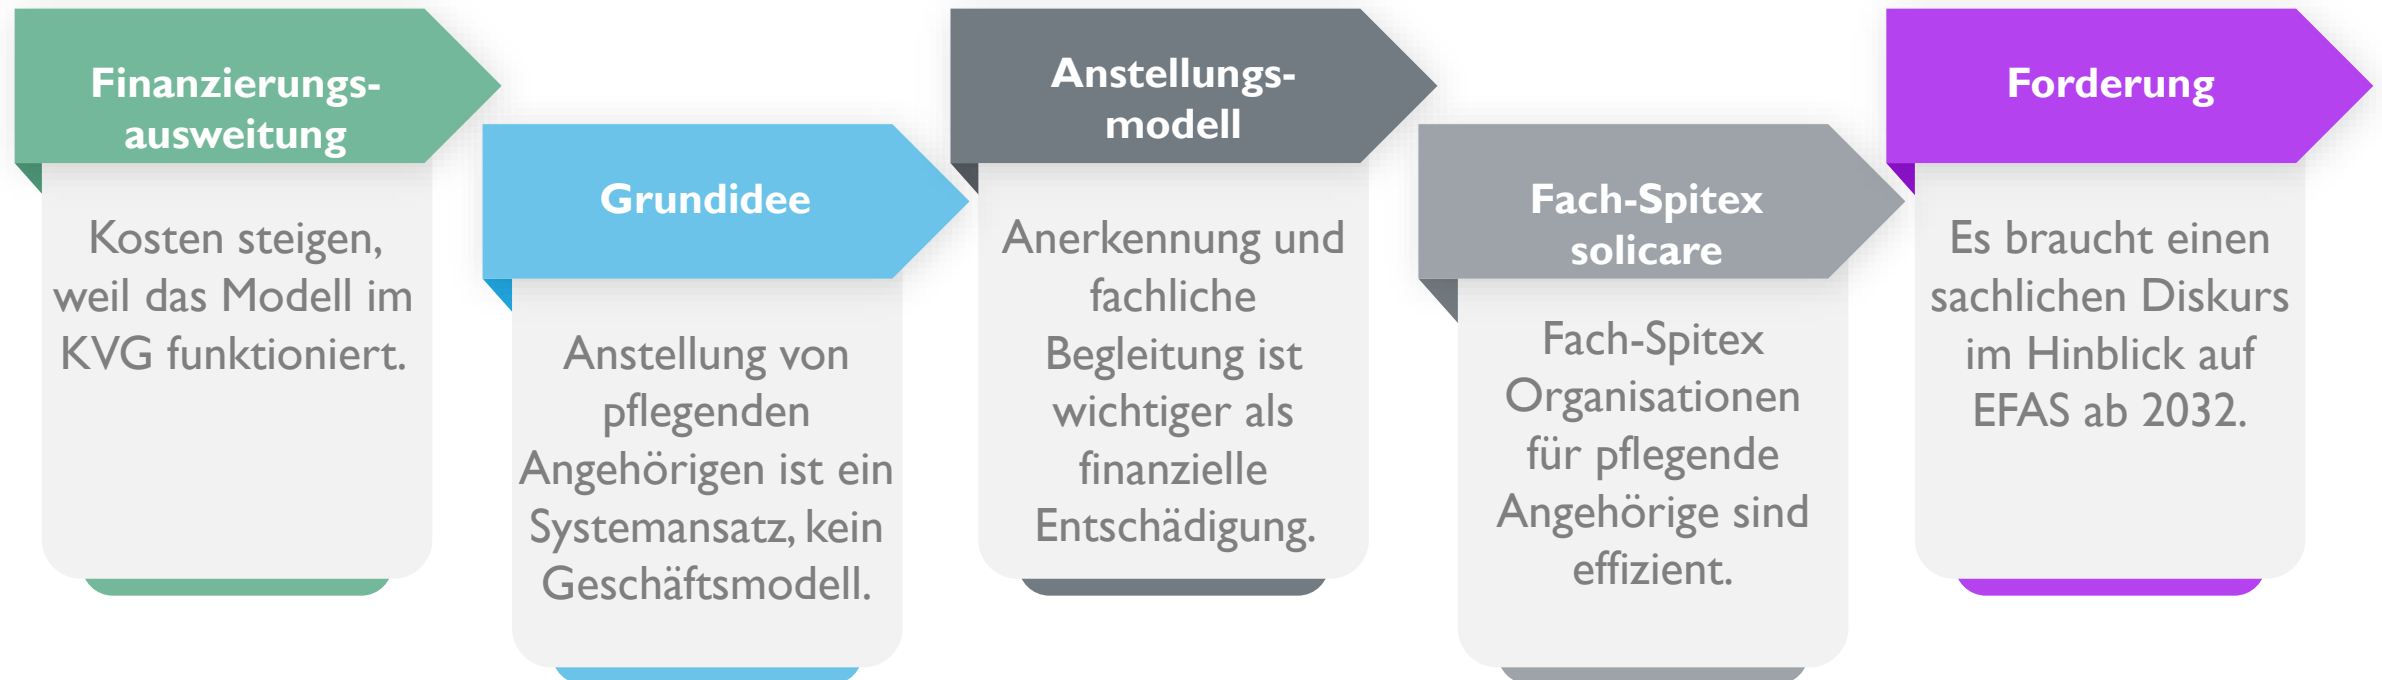 Finanzierungs-
ausweitung
Kosten steigen,
weil das Modell im
KVG funktioniert.
Grundidee
Anstellung von
pflegenden
Angehörigen ist ein
Systemansatz, kein
Geschäftsmodell.
Anstellungs-
modell
Anerkennung und
fachliche
Begleitung ist
wichtiger als
finanzielle
Entschädigung.
Fach-Spitex
solicare
Fach-Spitex
Organisationen
für pflegende
Angehörige sind
effizient.
Forderung
Es braucht einen
sachlichen Diskurs
im Hinblick auf
EFAS ab 2032.